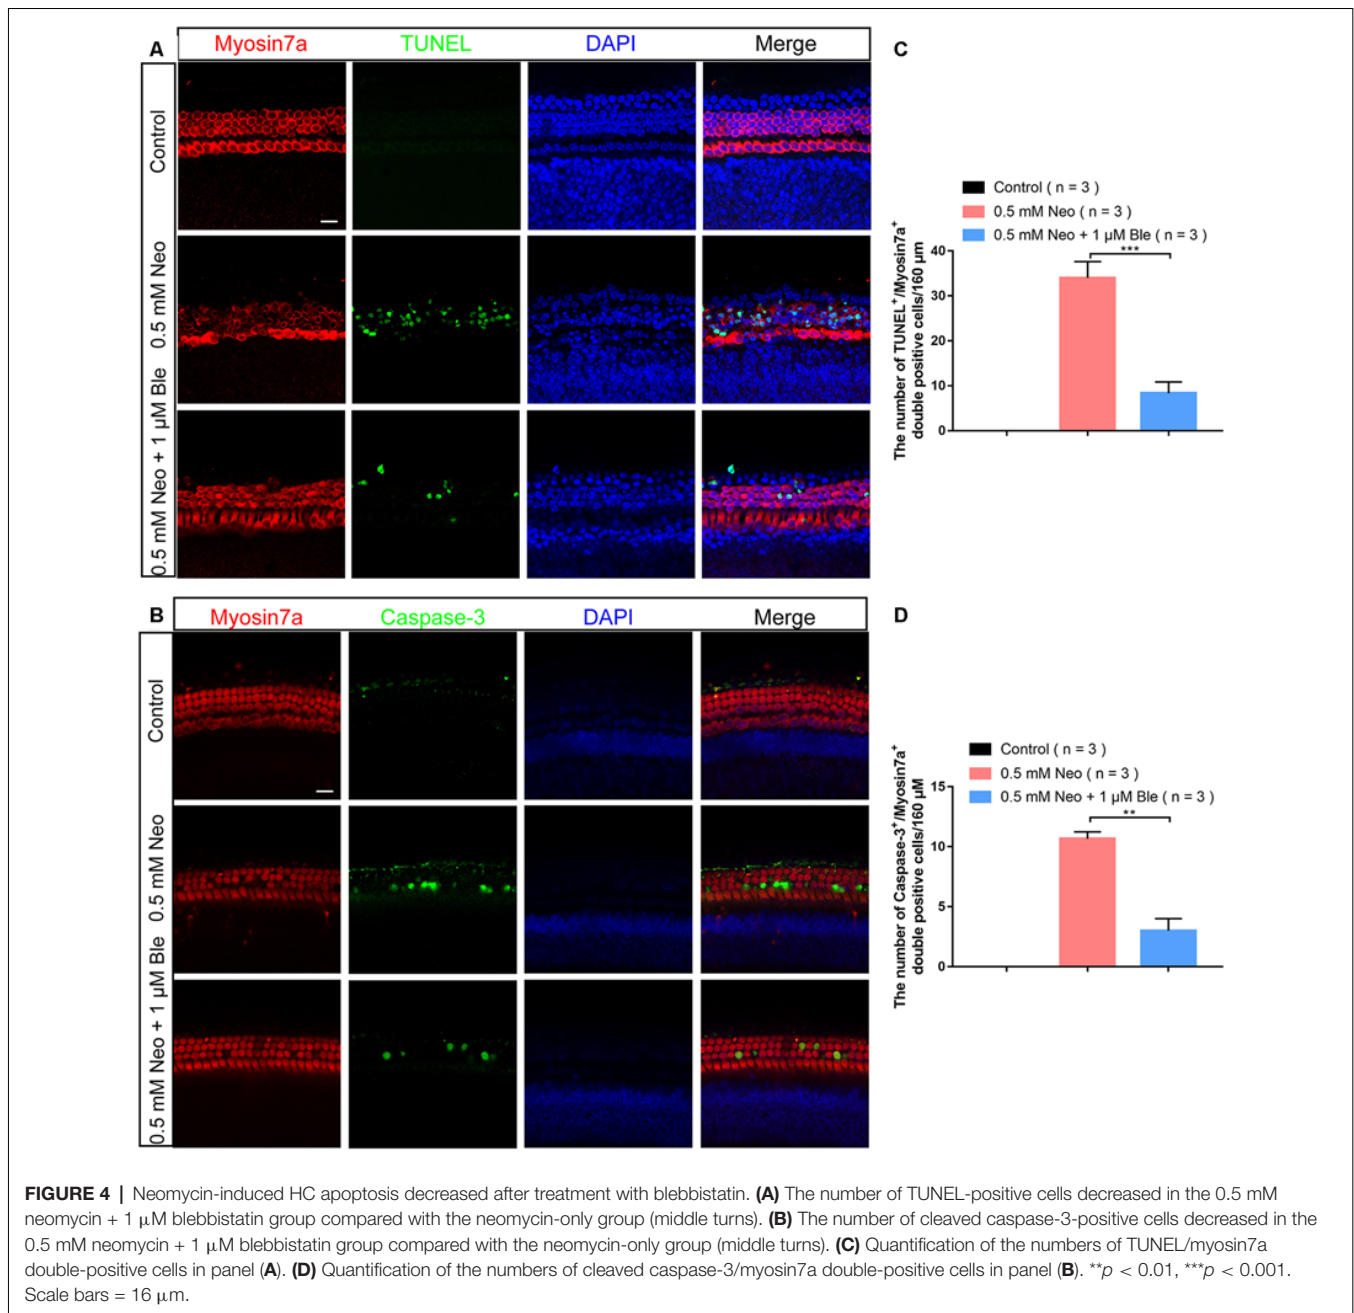 A
Myosin7a TUNEL DAPI Merge
Control
0.5 mM Neo
0.5 mM Neo + 1 µM Ble
C
Control ( n = 3 )
0.5 mM Neo ( n = 3 )
0.5 mM Neo + 1 µM Ble ( n = 3 )
The number of TUNEL⁺/Myosin7a⁺
double positive cells/160 µm
40
30
20
10
0
***
B
Myosin7a Caspase-3 DAPI Merge
Control
0.5 mM Neo
0.5 mM Neo + 1 µM Ble
D
Control ( n = 3 )
0.5 mM Neo ( n = 3 )
0.5 mM Neo + 1 µM Ble ( n = 3 )
The number of Caspase-3⁺/Myosin7a⁺
double positive cells/160 µM
15
10
5
0
**
FIGURE 4 | Neomycin-induced HC apoptosis decreased after treatment with blebbistatin. (A) The number of TUNEL-positive cells decreased in the 0.5 mM
neomycin + 1 µM blebbistatin group compared with the neomycin-only group (middle turns). (B) The number of cleaved caspase-3-positive cells decreased in the
0.5 mM neomycin + 1 µM blebbistatin group compared with the neomycin-only group (middle turns). (C) Quantification of the numbers of TUNEL/myosin7a
double-positive cells in panel (A). (D) Quantification of the numbers of cleaved caspase-3/myosin7a double-positive cells in panel (B). **p < 0.01, ***p < 0.001.
Scale bars = 16 µm.